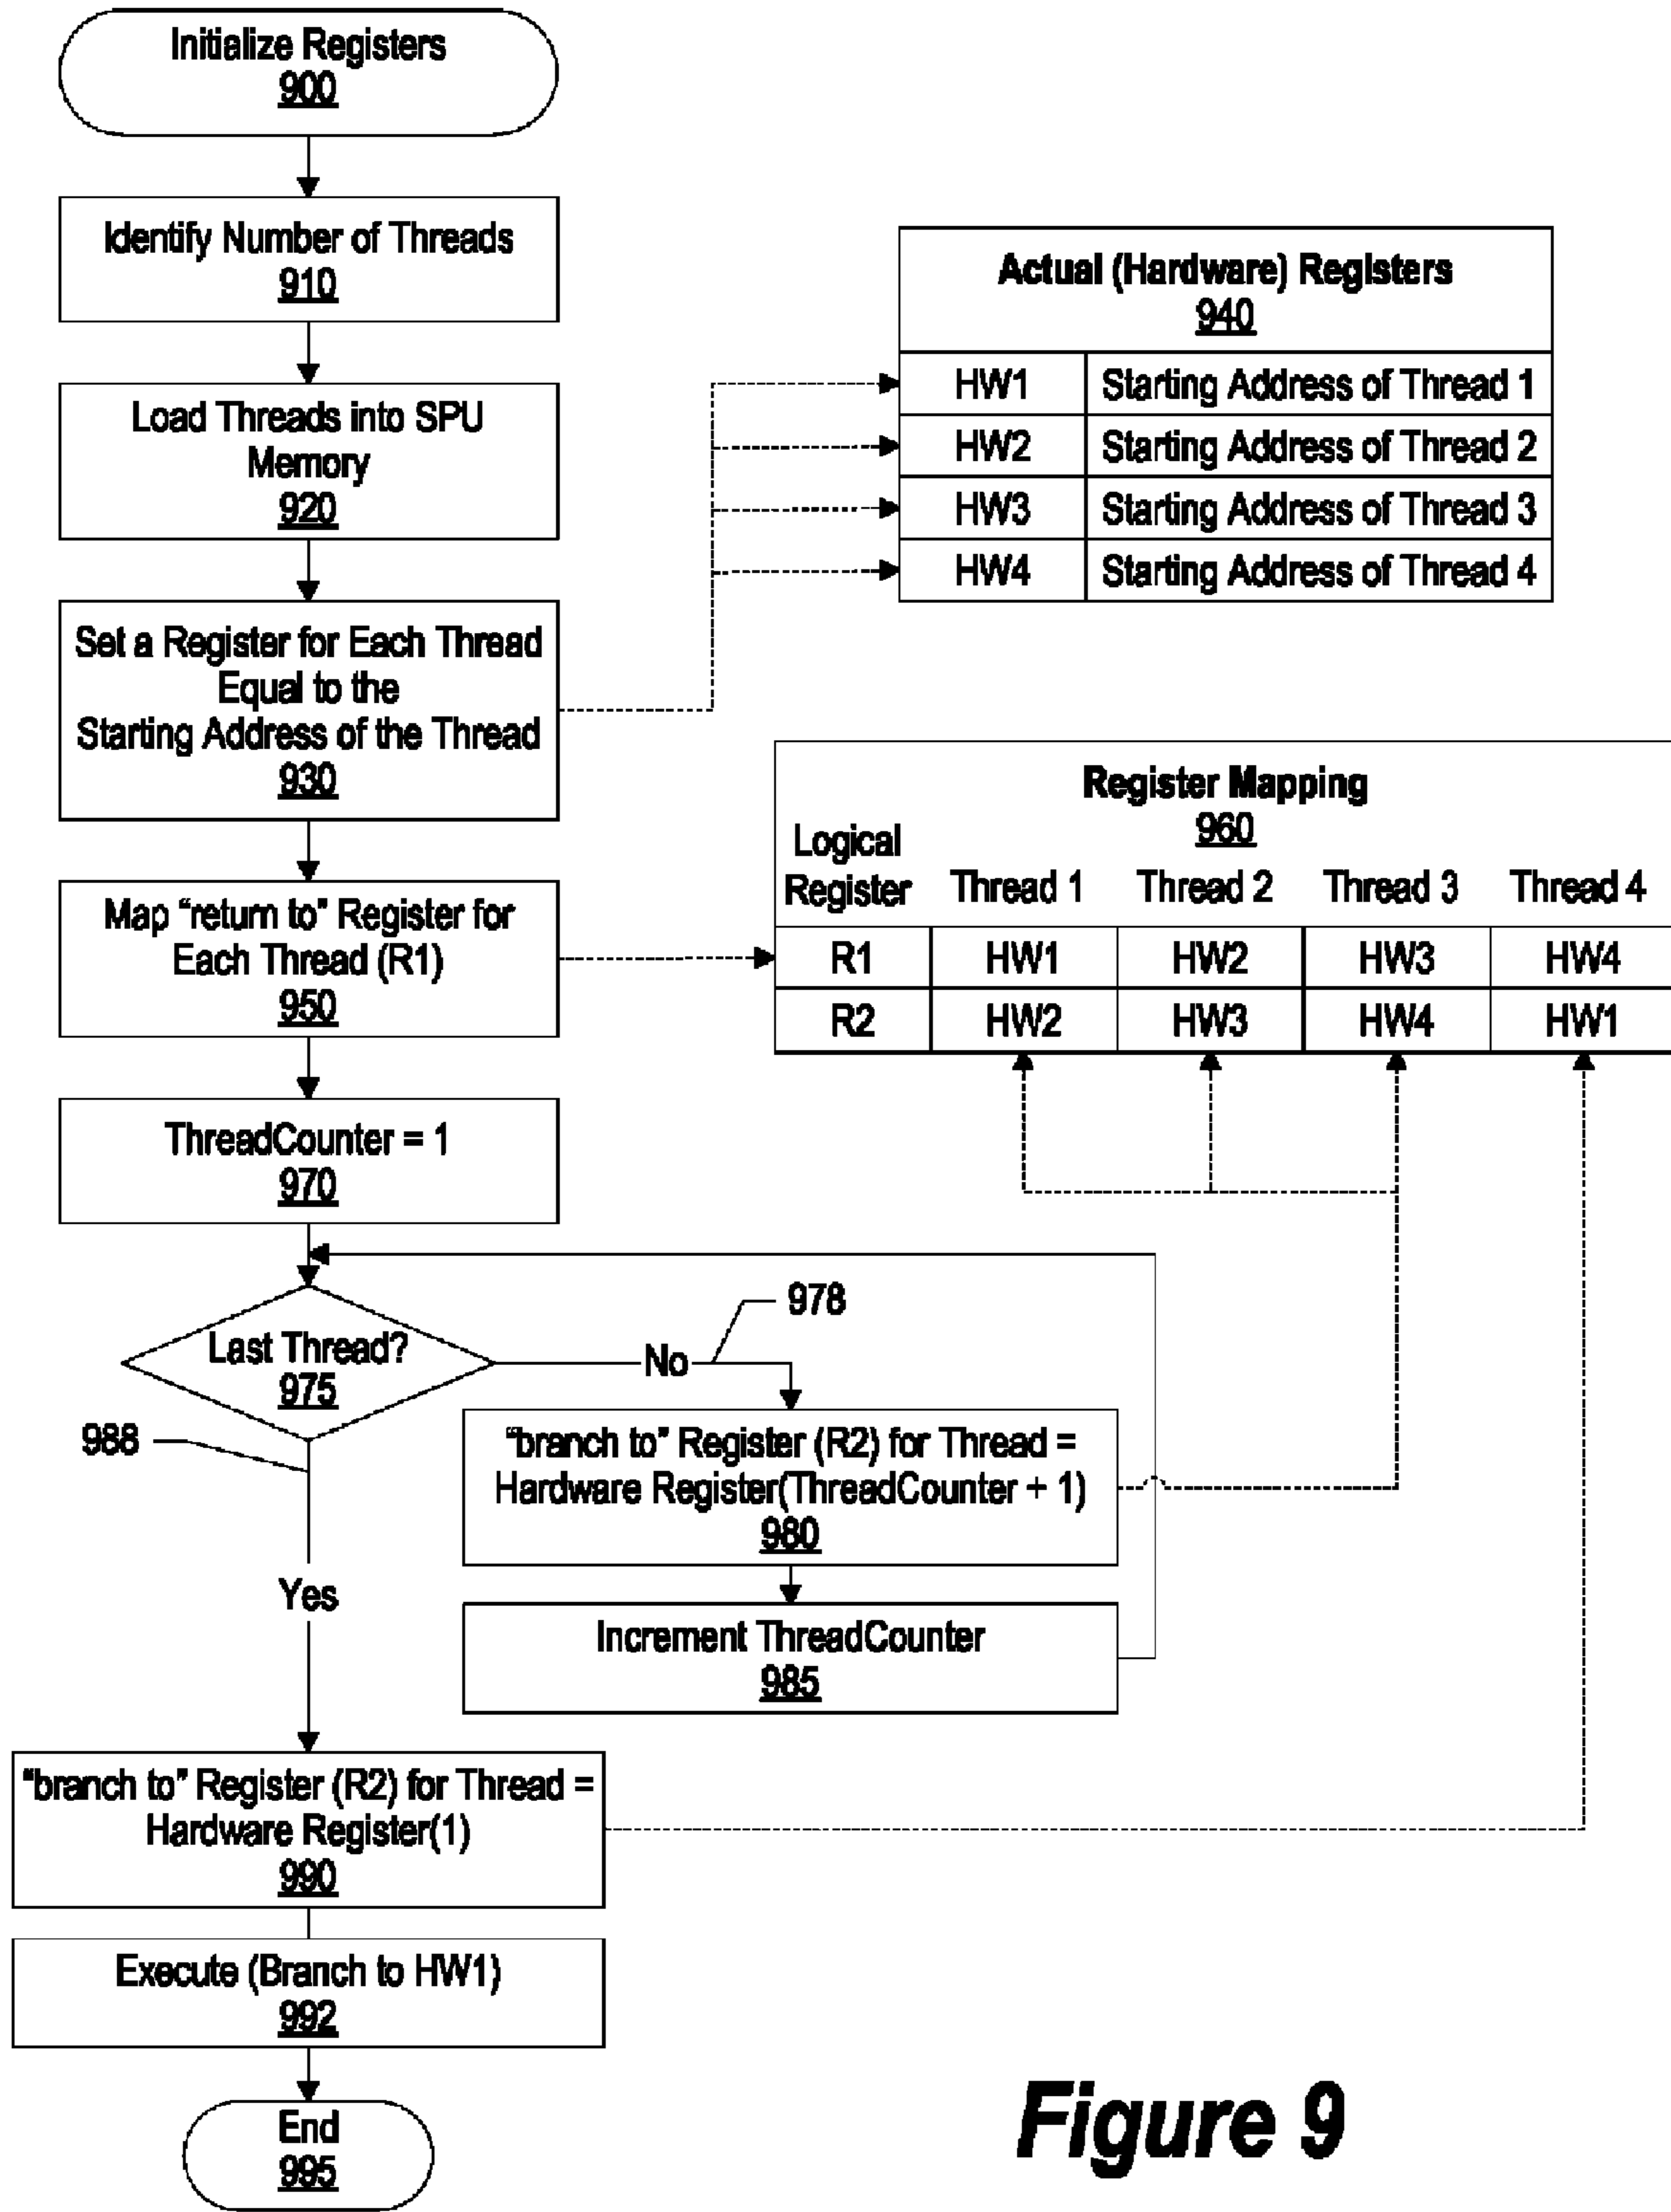 Initialize Registers
900
Identify Number of Threads
910
Load Threads into SPU
Memory
920
Set a Register for Each Thread
Equal to the
Starting Address of the Thread
930
Actual (Hardware) Registers
940
HW1 Starting Address of Thread 1
HW2 Starting Address of Thread 2
HW3 Starting Address of Thread 3
HW4 Starting Address of Thread 4
Map "return to" Register for
Each Thread (R1)
950
Register Mapping
960
Logical
Register Thread 1 Thread 2 Thread 3 Thread 4
R1 HW1 HW2 HW3 HW4
R2 HW2 HW3 HW4 HW1
ThreadCounter = 1
970
Last Thread?
975
No
978
"branch to" Register (R2) for Thread =
Hardware Register(ThreadCounter + 1)
980
Increment ThreadCounter
985
988
Yes
"branch to" Register (R2) for Thread =
Hardware Register(1)
990
Execute (Branch to HW1)
992
End
995
Figure 9